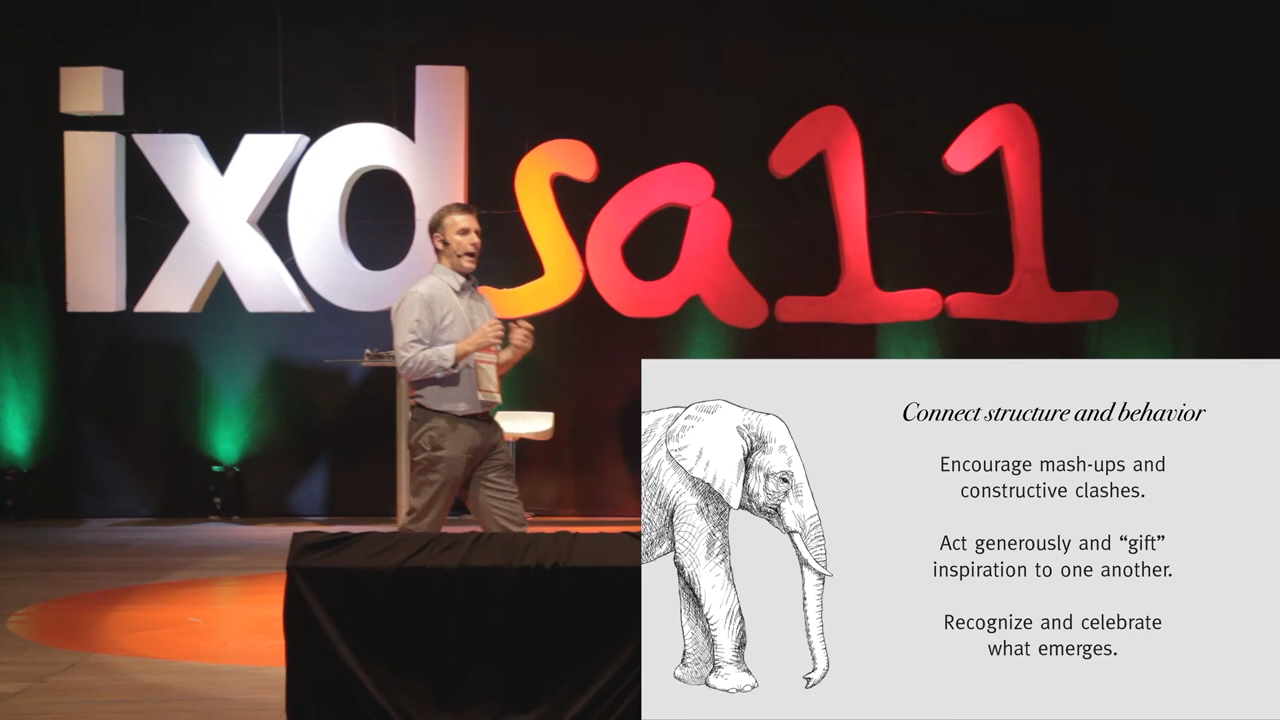 ixdsa11
Connect structure and behavior
Encourage mash-ups and
constructive clashes.
Act generously and “gift”
inspiration to one another.
Recognize and celebrate
what emerges.